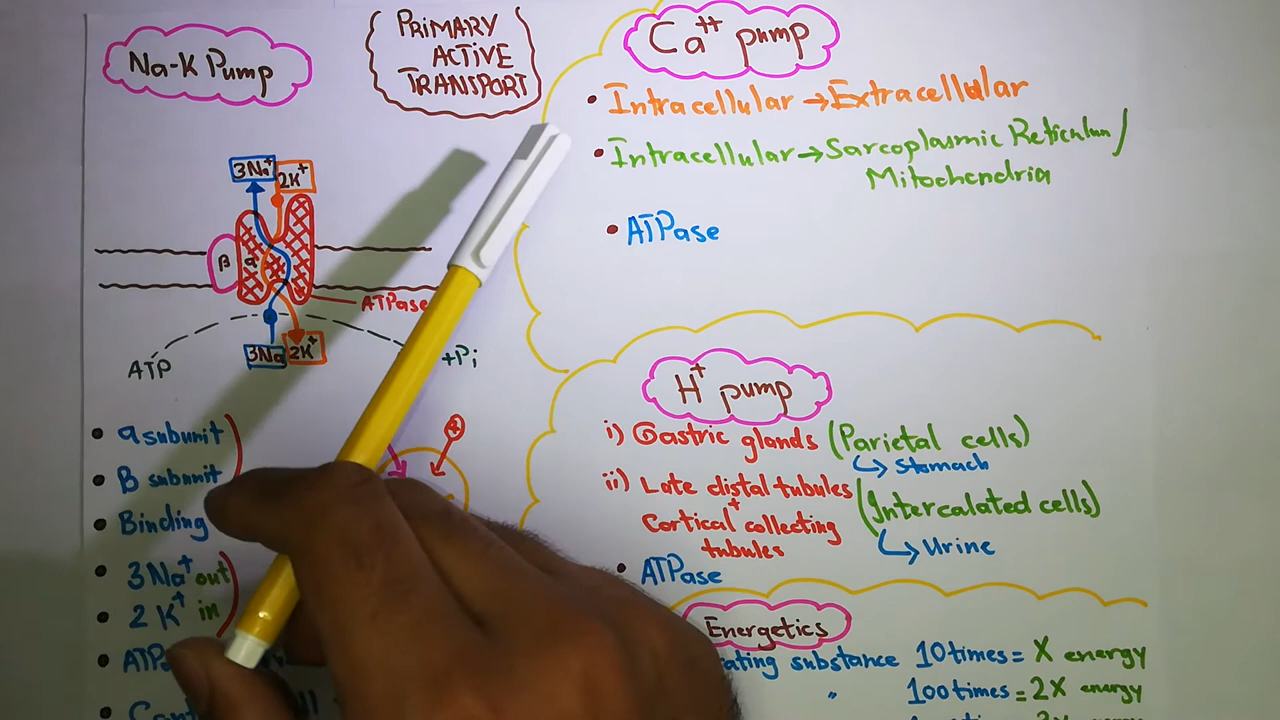 Na-K Pump
PRIMARY
ACTIVE
TRANSPORT
3Na+
2K+
β
α
ATPase
ATP
+Pi
3Na
2K+
+
• α subunit
• B subunit
• Binding
• 3Na+ out
• 2 K+ in
Ca++ pump
• Intracellular → Extracellular
• Intracellular → Sarcoplasmic Reticulum/
Mitochondria
• ATPase
H+ pump
i) Gastric glands (Parietal cells)
↳ Stomach
ii) Late distal tubules (Intercalated cells)
+
Cortical collecting
↳ Urine
tubules
• ATPase
Energetics
substance 10 times = X energy
" 100 times = 2X energy